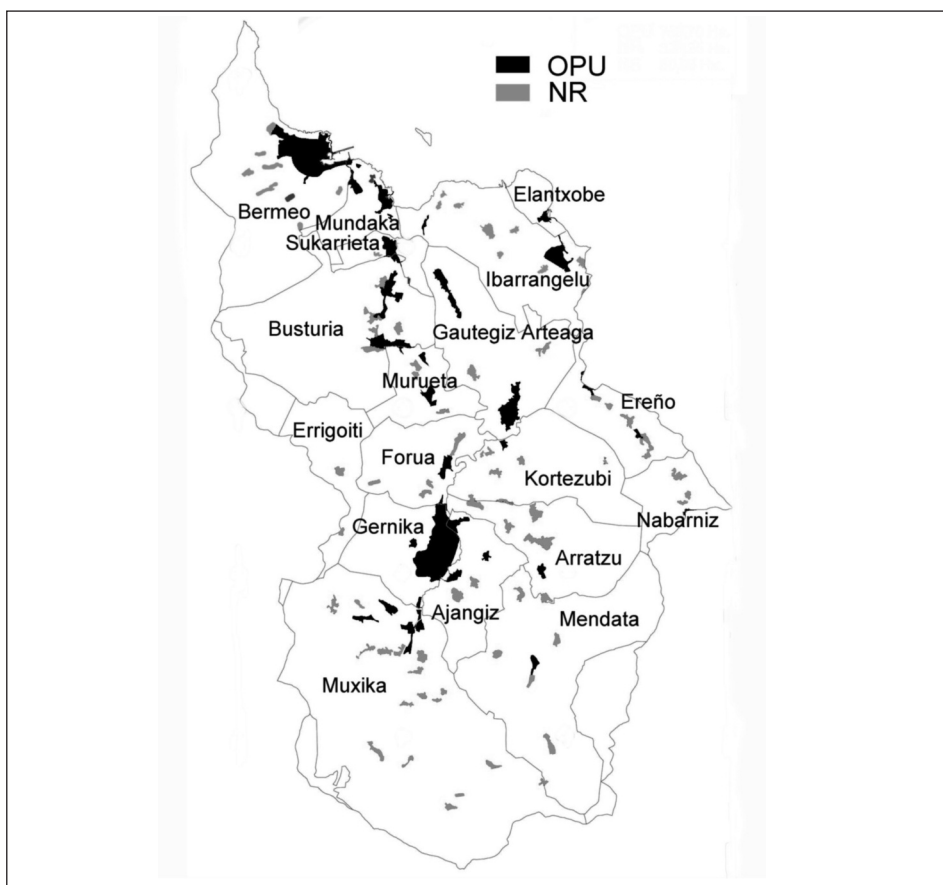 OPU
NR
Elantxobe
Bermeo
Mundaka
Sukarrieta
Ibarrangelu
Busturia
Gautegiz Arteaga
Murueta
Ereño
Errigoiti
Forua
Kortezubi
Nabarniz
Gernika
Arratzu
Ajangiz
Mendata
Muxika